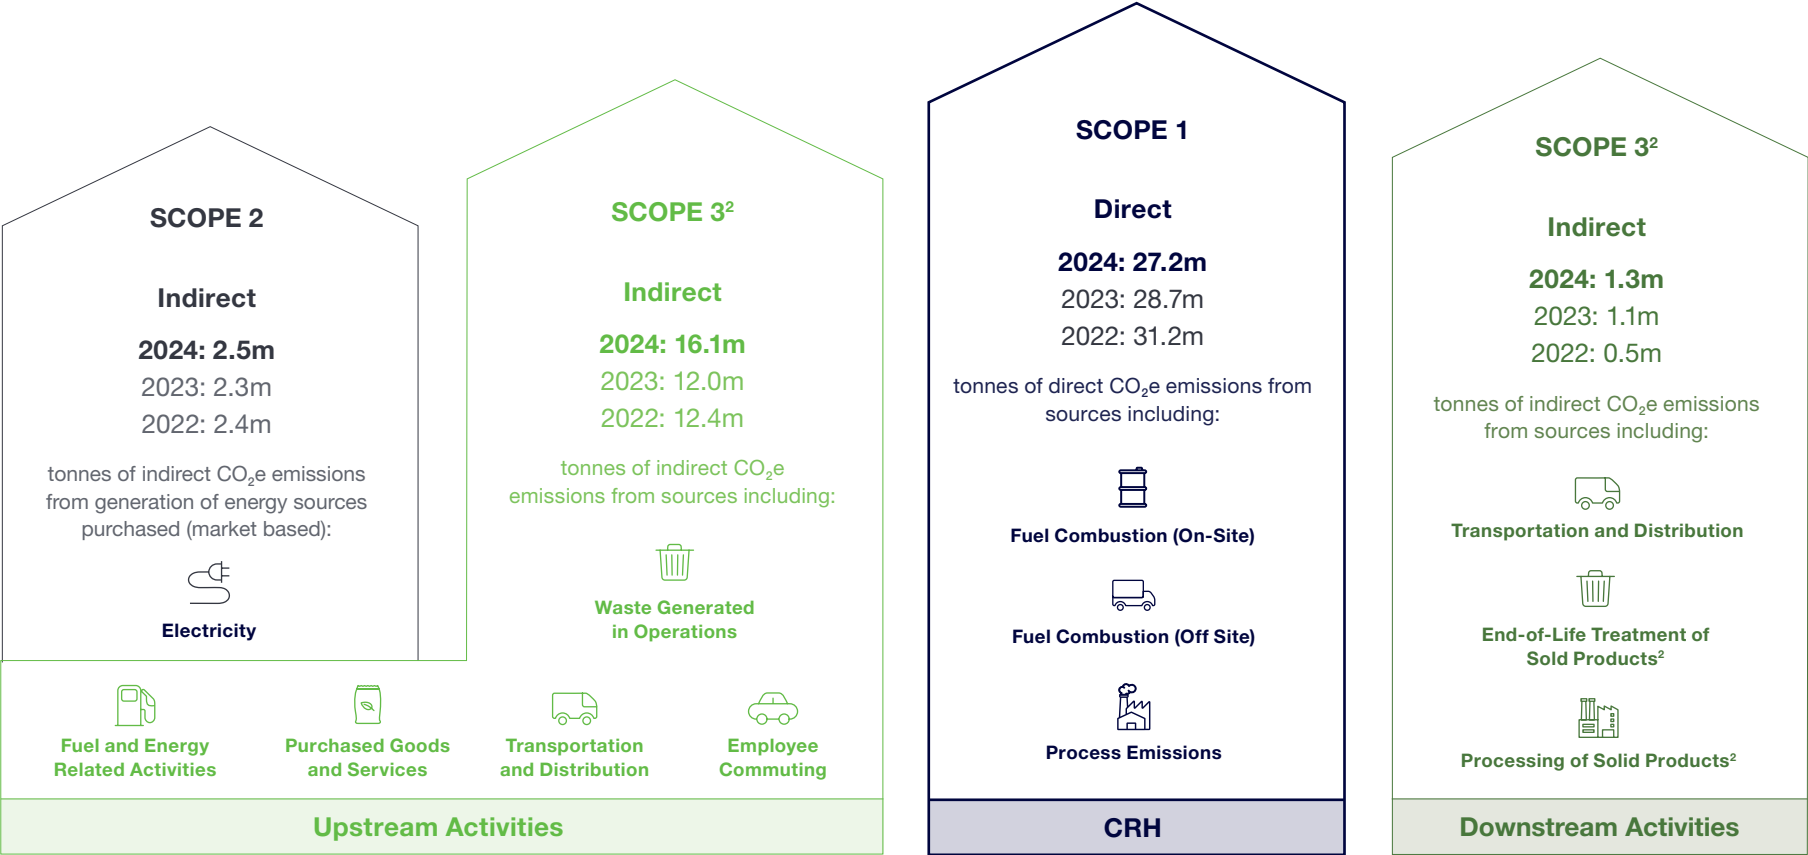 SCOPE 2
Indirect
2024: 2.5m
2023: 2.3m
2022: 2.4m
tonnes of indirect CO₂e emissions
from generation of energy sources
purchased (market based):
Electricity
SCOPE 3²
Indirect
2024: 16.1m
2023: 12.0m
2022: 12.4m
tonnes of indirect CO₂e
emissions from sources including:
Waste Generated
in Operations
Fuel and Energy
Related Activities
Purchased Goods
and Services
Transportation
and Distribution
Employee
Commuting
Upstream Activities
SCOPE 1
Direct
2024: 27.2m
2023: 28.7m
2022: 31.2m
tonnes of direct CO₂e emissions from
sources including:
Fuel Combustion (On-Site)
Fuel Combustion (Off Site)
Process Emissions
CRH
SCOPE 3²
Indirect
2024: 1.3m
2023: 1.1m
2022: 0.5m
tonnes of indirect CO₂e emissions
from sources including:
Transportation and Distribution
End-of-Life Treatment of
Sold Products²
Processing of Solid Products²
Downstream Activities